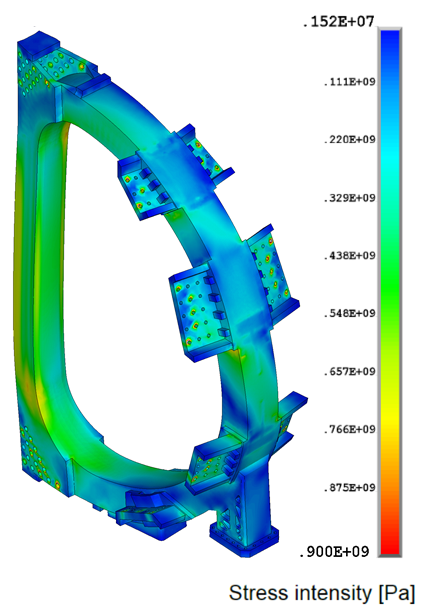 .152E+07
.111E+09
.220E+09
.329E+09
.438E+09
.548E+09
.657E+09
.766E+09
.875E+09
.900E+09
Stress intensity [Pa]